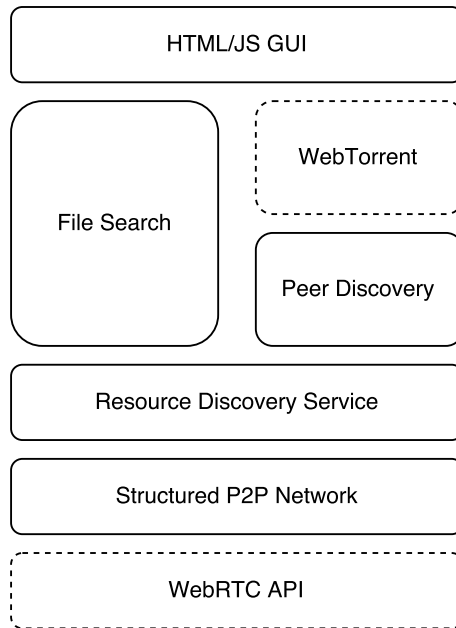 HTML/JS GUI
File Search
WebTorrent
Peer Discovery
Resource Discovery Service
Structured P2P Network
WebRTC API